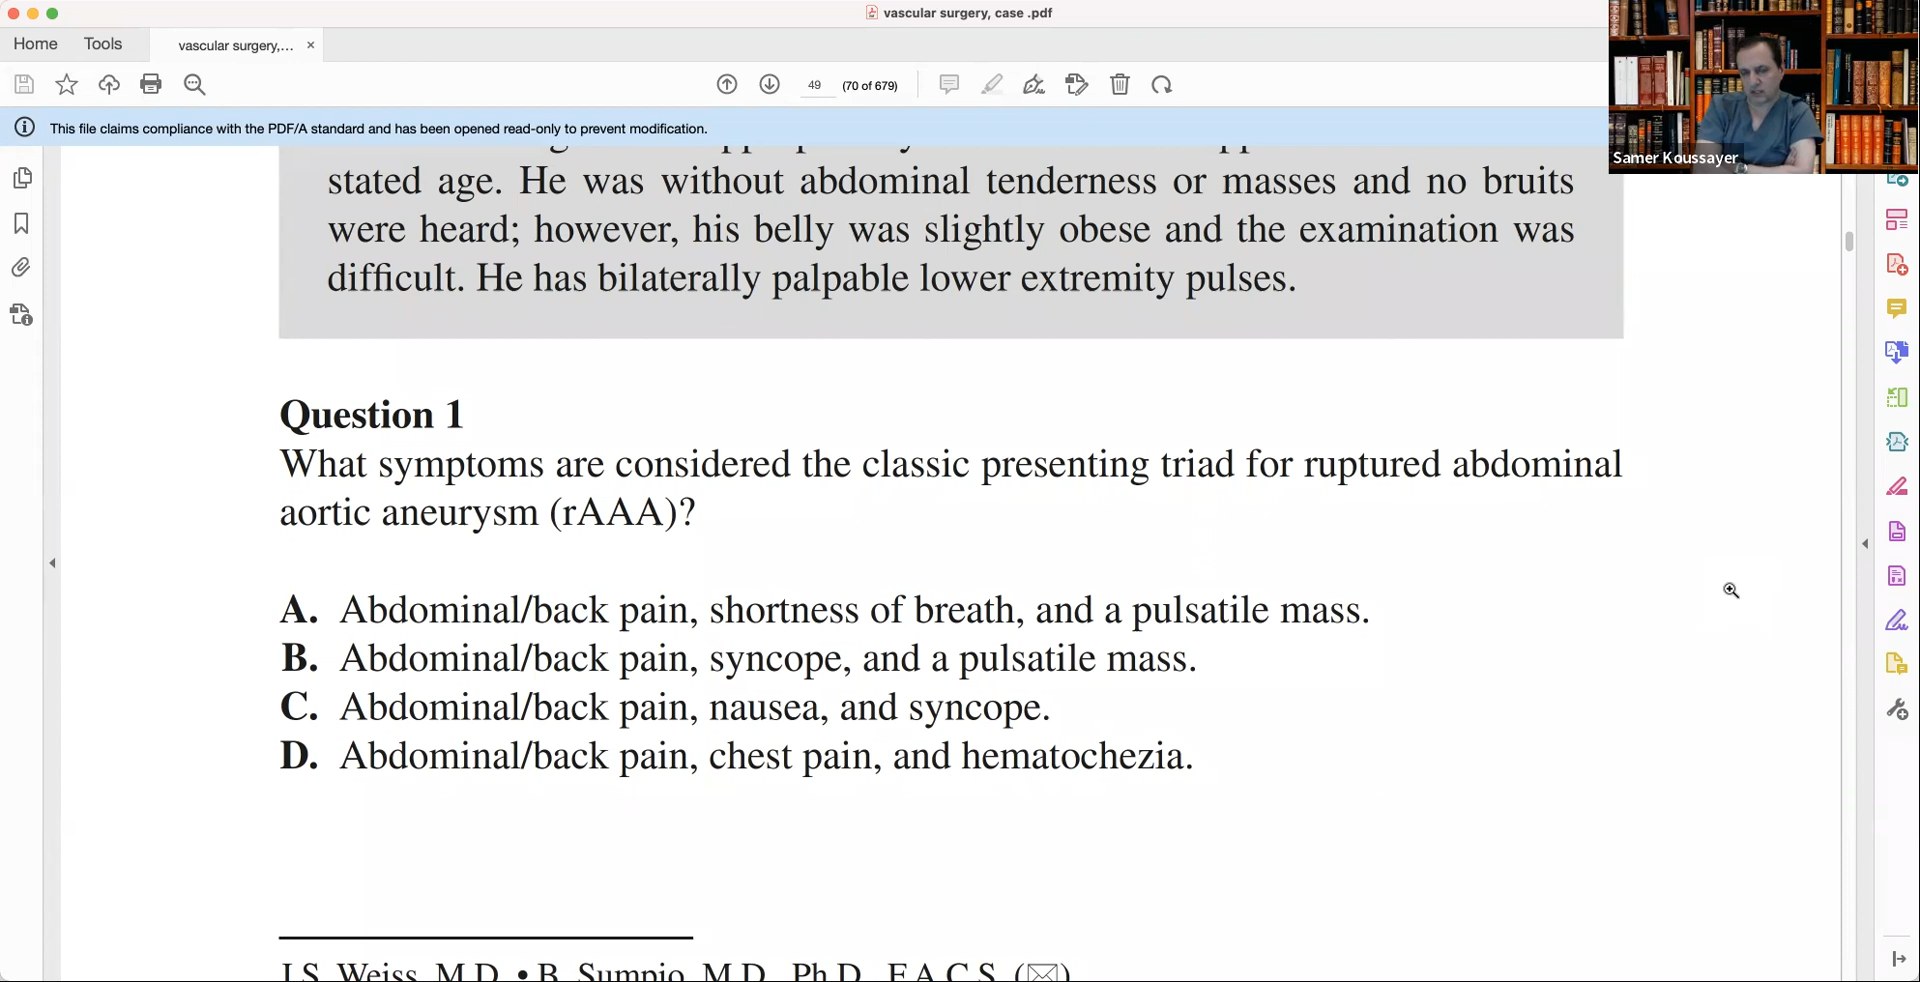 vascular surgery, case .pdf
Home
Tools
vascular surgery,... ×
49
(70 of 679)
This file claims compliance with the PDF/A standard and has been opened read-only to prevent modification.
Samer Koussayer
stated age. He was without abdominal tenderness or masses and no bruits
were heard; however, his belly was slightly obese and the examination was
difficult. He has bilaterally palpable lower extremity pulses.
Question 1
What symptoms are considered the classic presenting triad for ruptured abdominal
aortic aneurysm (rAAA)?
A. Abdominal/back pain, shortness of breath, and a pulsatile mass.
B. Abdominal/back pain, syncope, and a pulsatile mass.
C. Abdominal/back pain, nausea, and syncope.
D. Abdominal/back pain, chest pain, and hematochezia.
J.S. Weiss, M.D. • B. Sumpio, M.D., Ph.D., F.A.C.S. (✉)